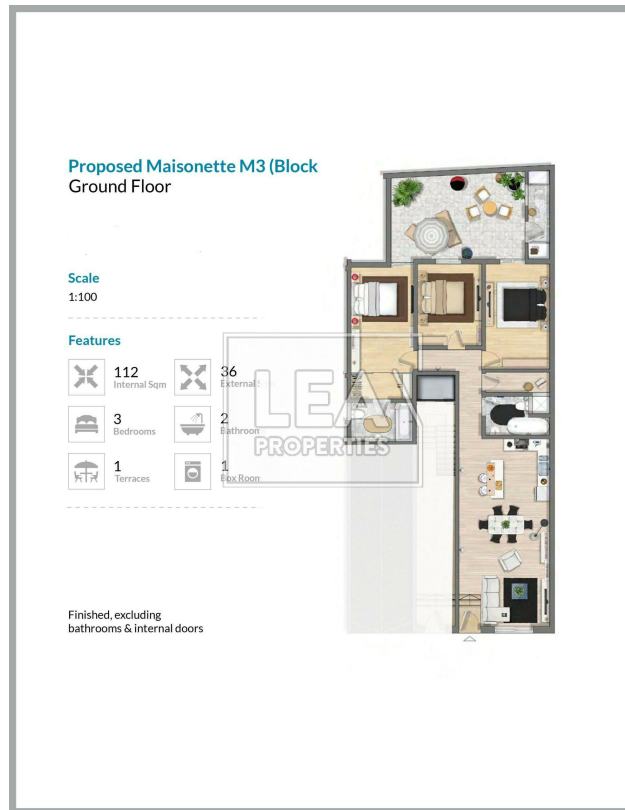 Proposed Maisonette M3 (Block
Ground Floor
Scale
1:100
Features
112
Internal Sqm
36
External
3
Bedrooms
2
Bathroom
1
Terraces
1
Box Room
LEA
PROPERTIES
Finished, excluding
bathrooms & internal doors